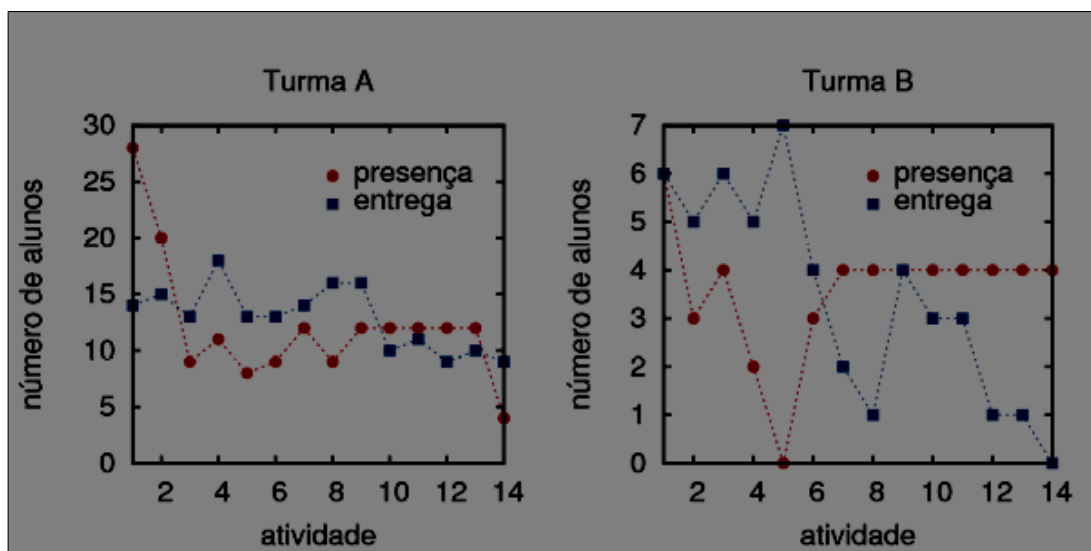 Turma A
número de alunos
30
25
20
15
10
5
0
presença
entrega
2 4 6 8 10 12 14
atividade
Turma B
número de alunos
7
6
5
4
3
2
1
0
presença
entrega
2 4 6 8 10 12 14
atividade